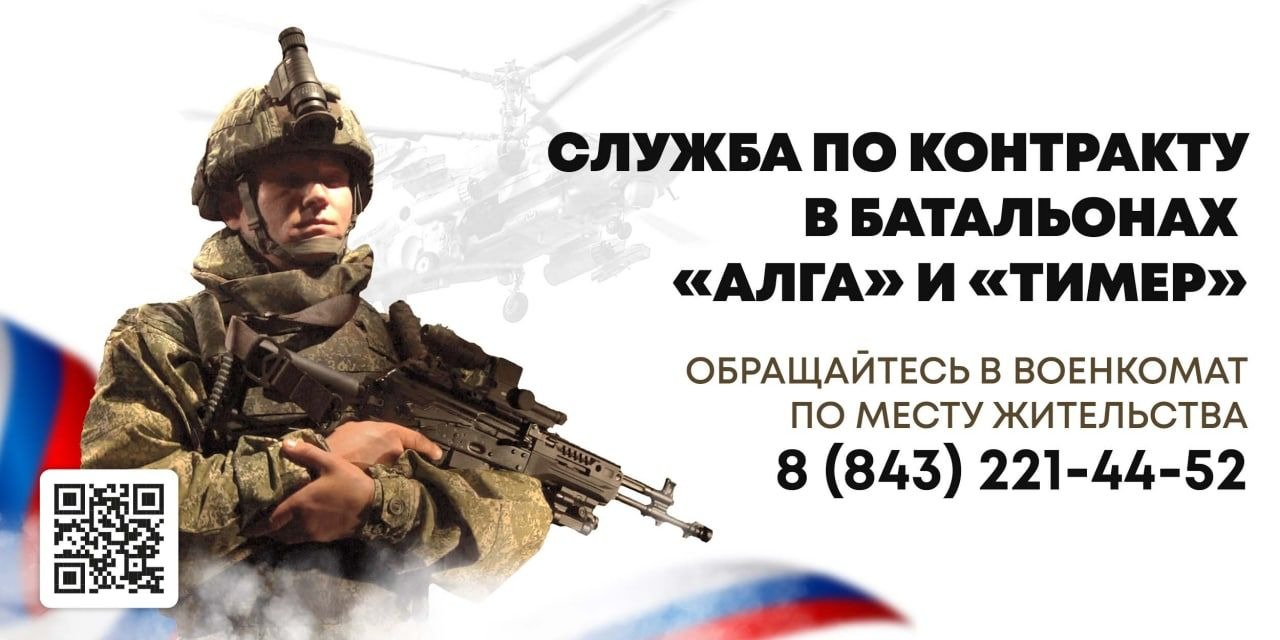 СЛУЖБА ПО КОНТРАКТУ
В БАТАЛЬОНАХ
«АЛГА» И «ТИМЕР»
ОБРАЩАЙТЕСЬ В ВОЕНКОМАТ
ПО МЕСТУ ЖИТЕЛЬСТВА
8 (843) 221-44-52